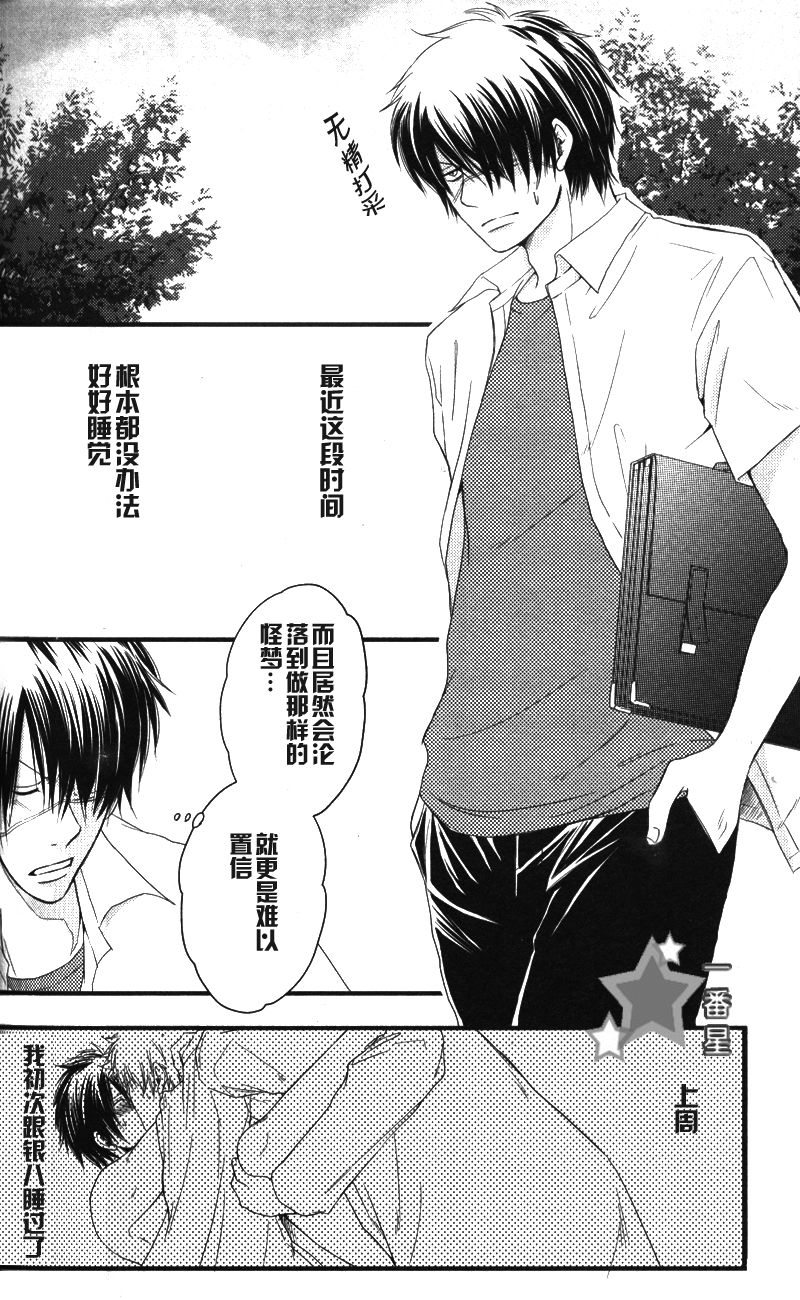 无精打采
最近这段时间
根本都没办法
好好睡觉
而且居然会沦
落到做那样的
怪梦…
就更是难以
置信
一番星
上周
我初次跟银八睡过了